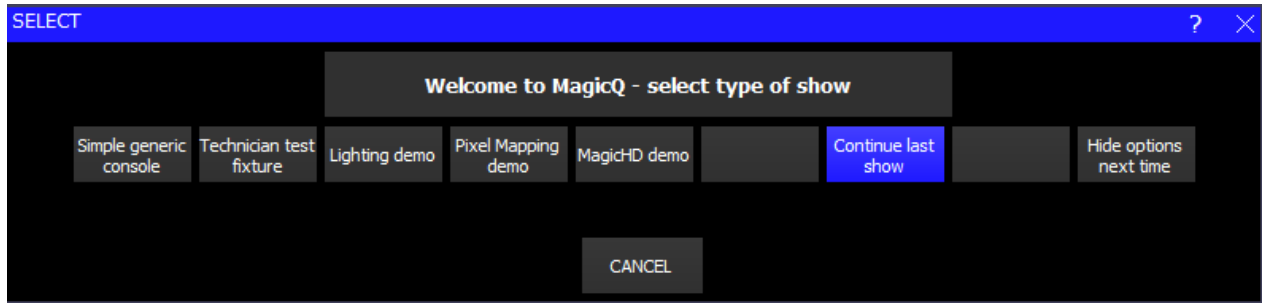 SELECT ?
Welcome to MagicQ - select type of show
Simple generic
console
Technician test
fixture
Lighting demo
Pixel Mapping
demo
MagicHD demo
Continue last
show
Hide options
next time
CANCEL